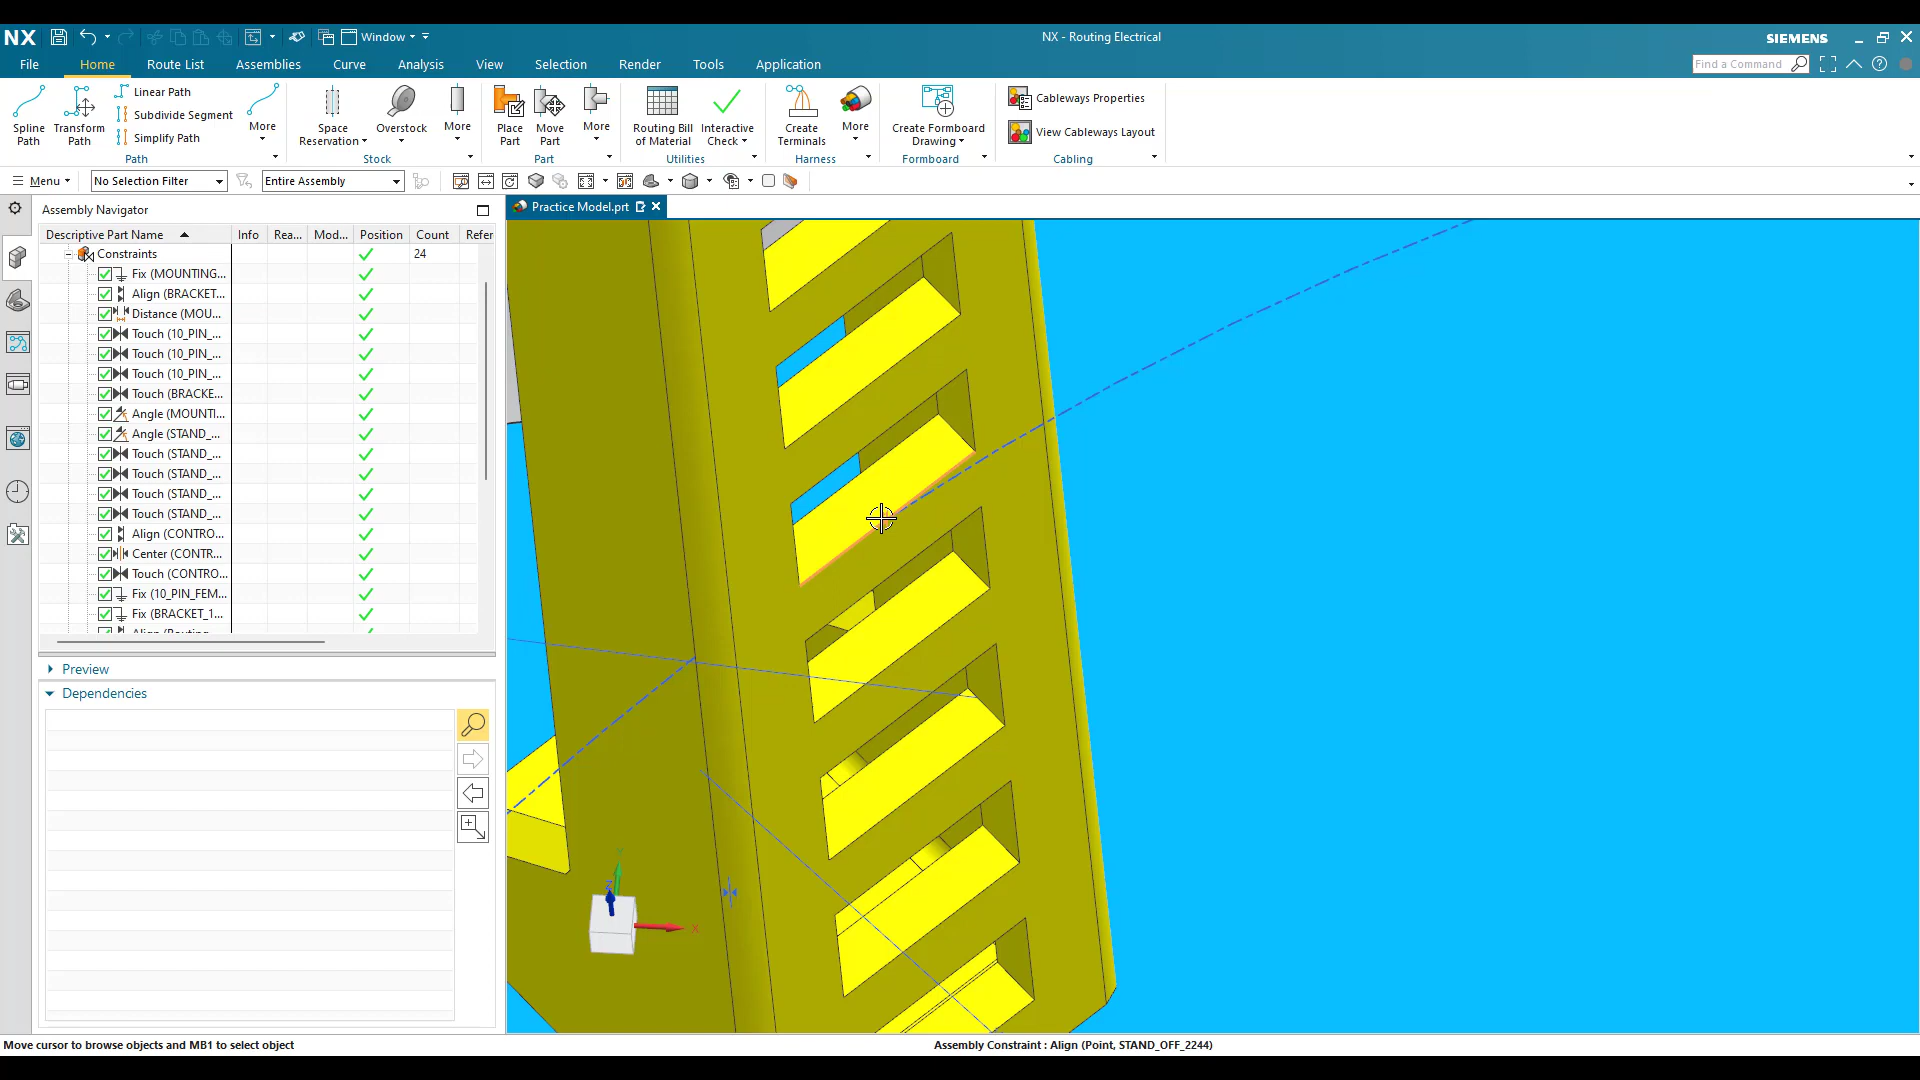 NX
Window
NX - Routing Electrical
SIEMENS
File
Home
Route List
Assemblies
Curve
Analysis
View
Selection
Render
Tools
Application
Find a Command
Spline Path
Transform Path
Linear Path
Subdivide Segment
Simplify Path
More
Path
Space Reservation
Overstock
More
Stock
Place Part
Move Part
More
Part
Routing Bill of Material
Interactive Check
Utilities
Create Terminals
More
Harness
Create Formboard Drawing
Formboard
Cableways Properties
View Cableways Layout
Cabling
Menu
No Selection Filter
Entire Assembly
Assembly Navigator
Practice Model.prt
Descriptive Part Name Info Rea... Mod... Position Count Refer
Constraints 24
Fix (MOUNTING...
Align (BRACKET...
Distance (MOU...
Touch (10_PIN_...
Touch (10_PIN_...
Touch (10_PIN_...
Touch (BRACKE...
Angle (MOUNTI...
Angle (STAND_...
Touch (STAND_...
Touch (STAND_...
Touch (STAND_...
Touch (STAND_...
Align (CONTRO...
Center (CONTR...
Touch (CONTRO...
Fix (10_PIN_FEM...
Fix (BRACKET_1...
Preview
Dependencies
Y
Z
X
Move cursor to browse objects and MB1 to select object
Assembly Constraint : Align (Point, STAND_OFF_2244)